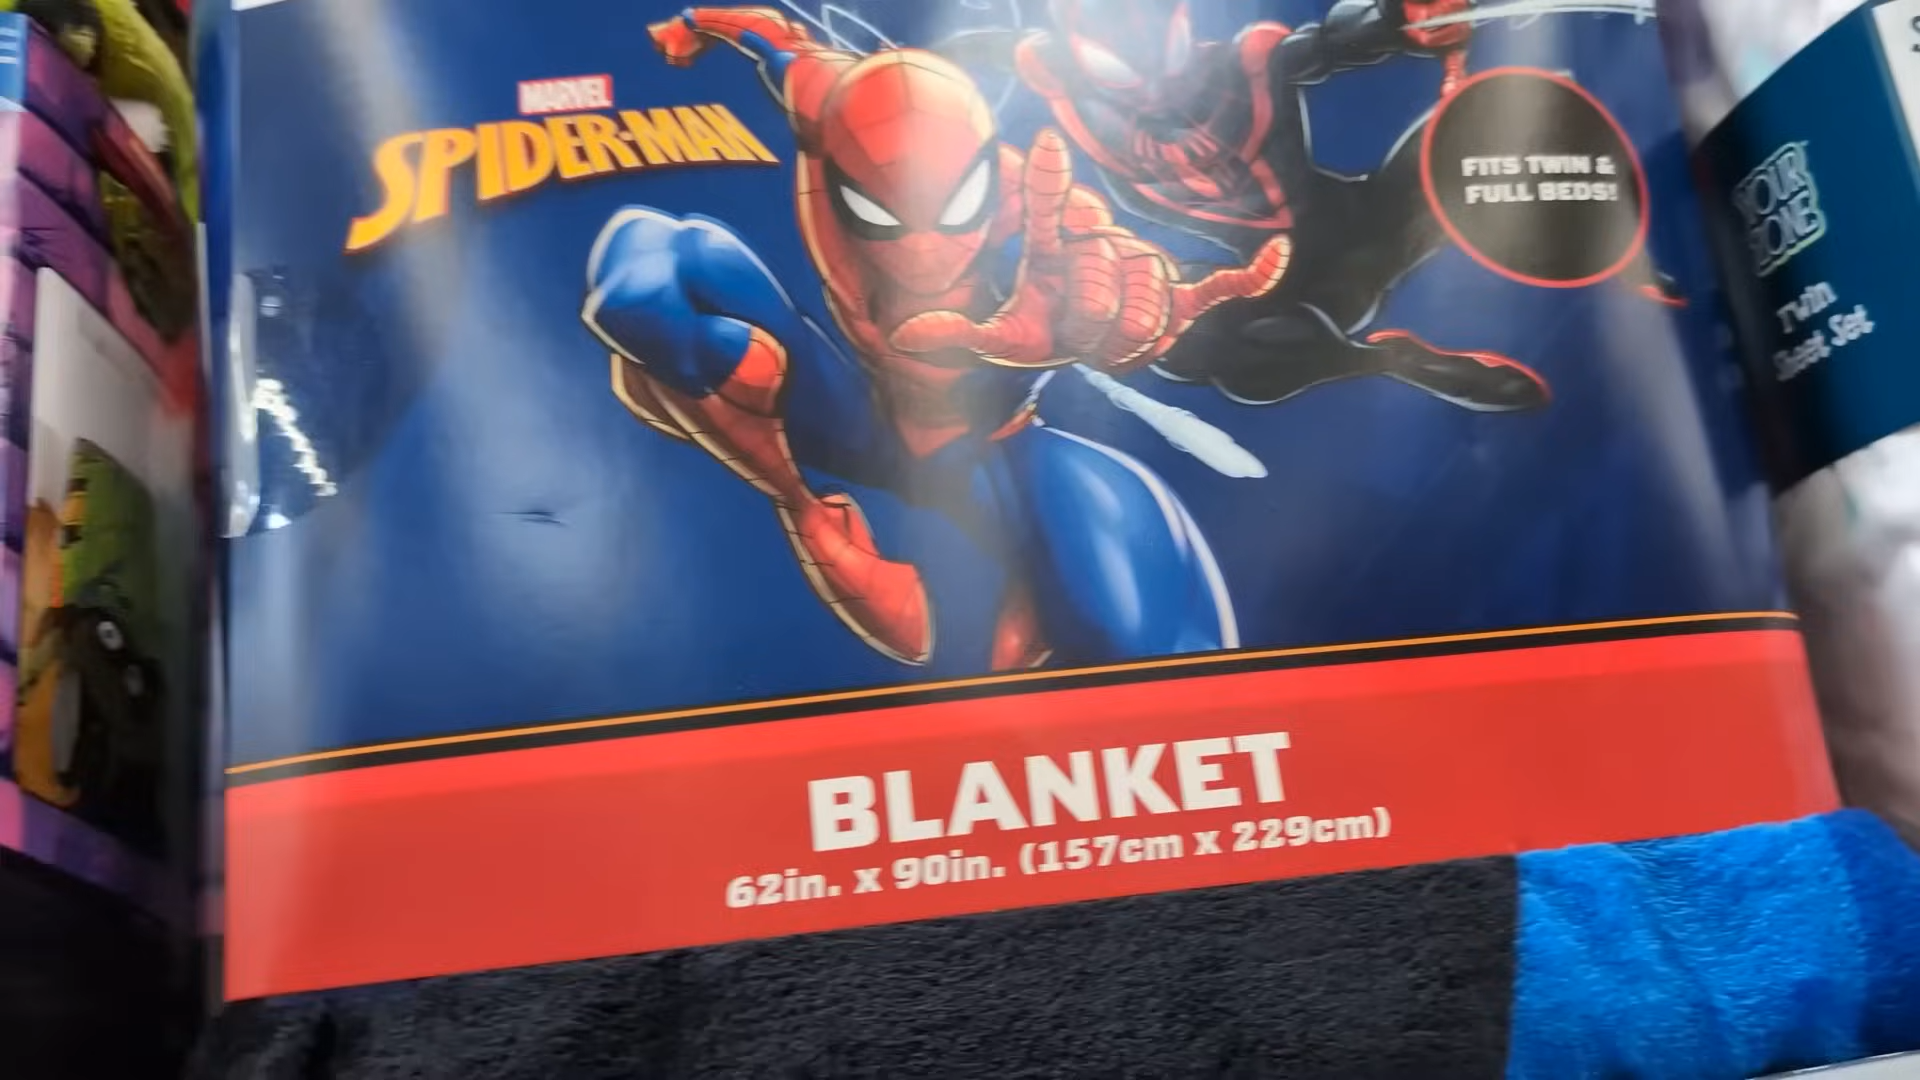 MARVEL
SPIDER-MAN
FITS TWIN &
FULL BEDS!
BLANKET
62in. x 90in. (157cm x 229cm)
YOUR
ZONE
Twin
Sheet Set